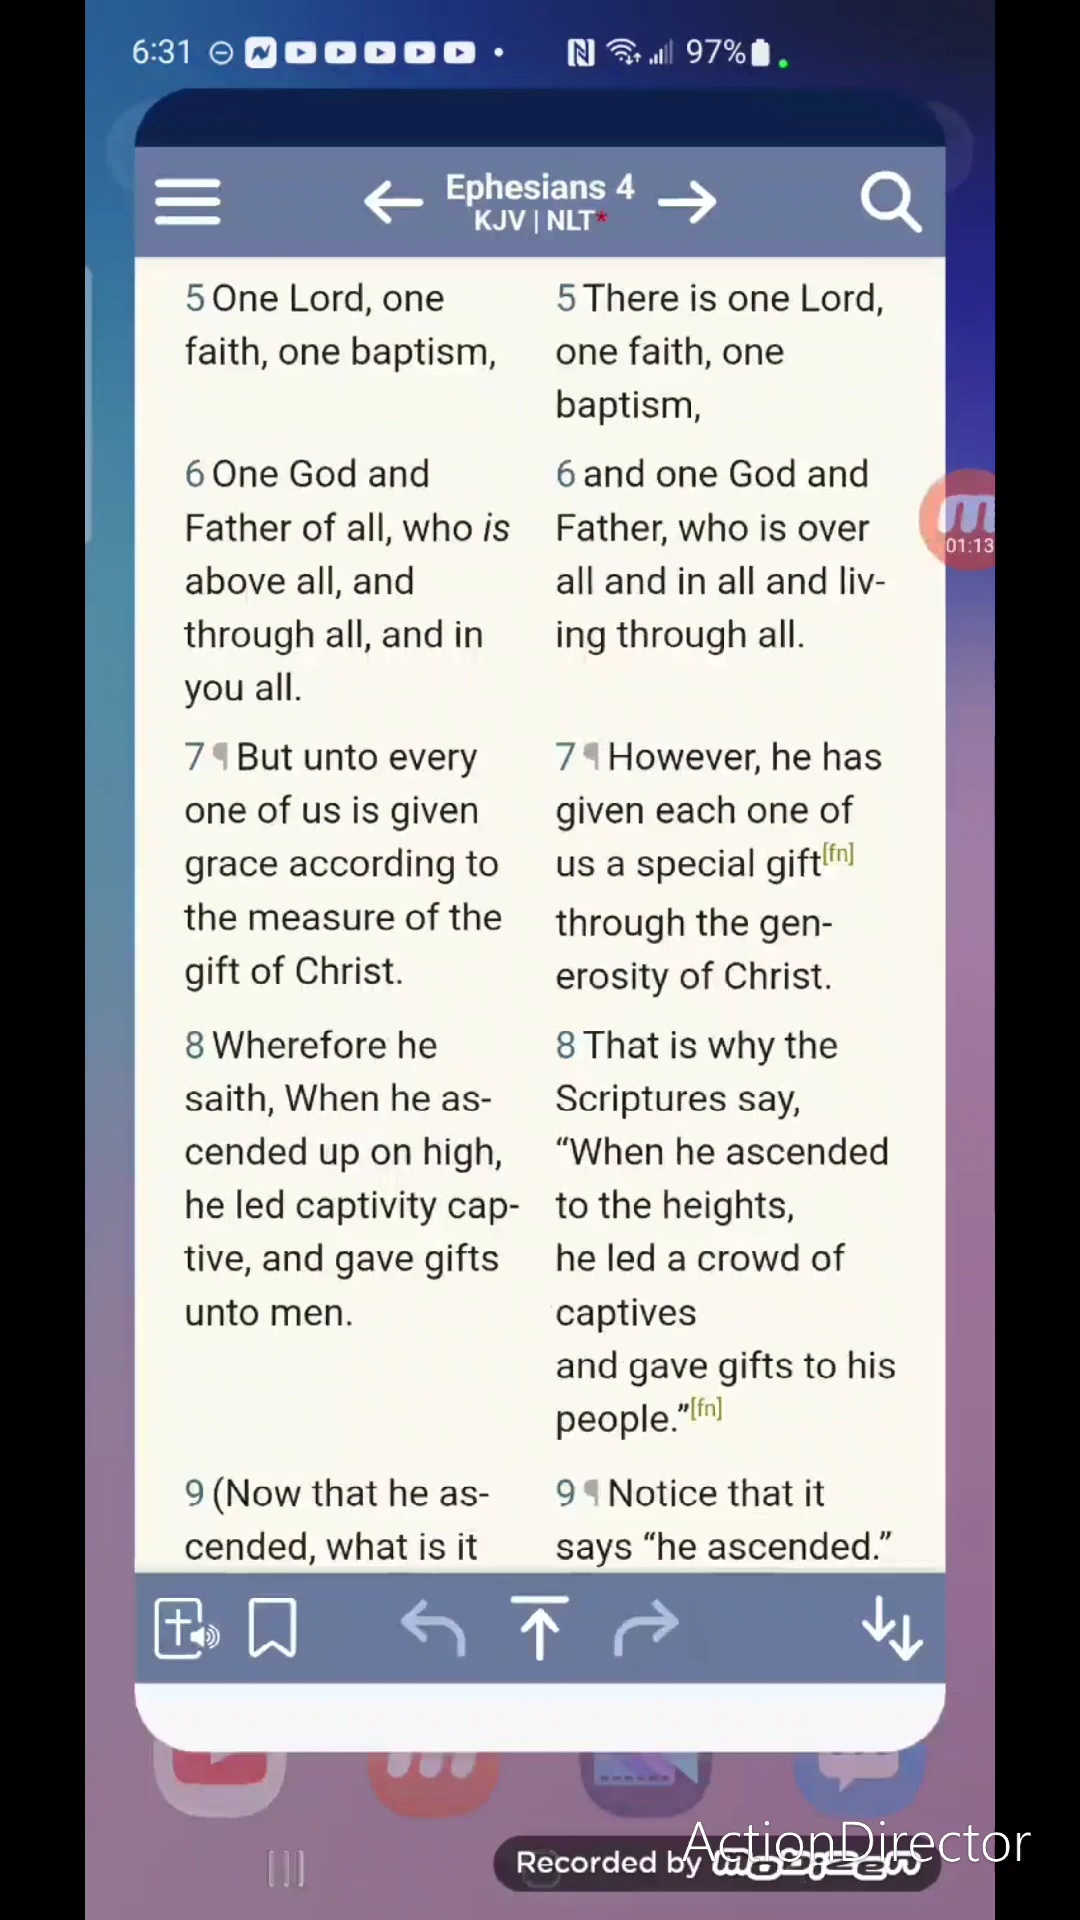 6:31 97%
Ephesians 4
KJV | NLT*
5 One Lord, one
faith, one baptism,
5 There is one Lord,
one faith, one
baptism,
6 One God and
Father of all, who is
above all, and
through all, and in
you all.
6 and one God and
Father, who is over
all and in all and liv-
ing through all.
7 ¶ But unto every
one of us is given
grace according to
the measure of the
gift of Christ.
7 ¶ However, he has
given each one of
us a special gift[fn]
through the gen-
erosity of Christ.
8 Wherefore he
saith, When he as-
cended up on high,
he led captivity cap-
tive, and gave gifts
unto men.
8 That is why the
Scriptures say,
“When he ascended
to the heights,
he led a crowd of
captives
and gave gifts to his
people.”[fn]
9 (Now that he as-
cended, what is it
9 ¶ Notice that it
says “he ascended.”
01:13
ActionDirector
Recorded by mobizen